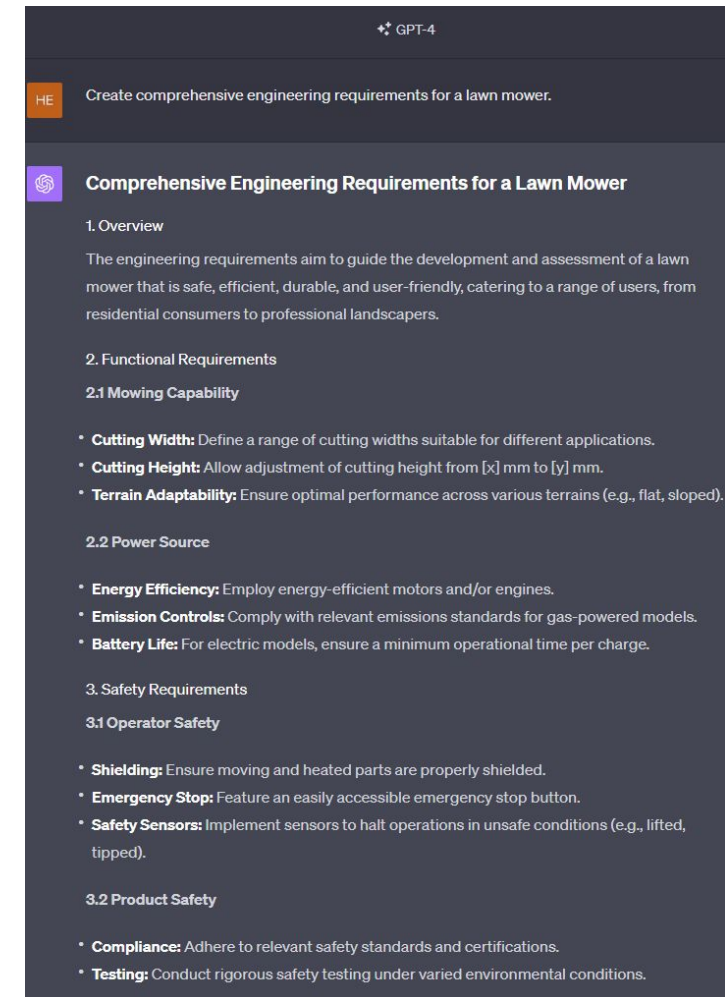 GPT-4
HE
Create comprehensive engineering requirements for a lawn mower.
Comprehensive Engineering Requirements for a Lawn Mower
1. Overview
The engineering requirements aim to guide the development and assessment of a lawn
mower that is safe, efficient, durable, and user-friendly, catering to a range of users, from
residential consumers to professional landscapers.
2. Functional Requirements
2.1 Mowing Capability
• Cutting Width: Define a range of cutting widths suitable for different applications.
• Cutting Height: Allow adjustment of cutting height from [x] mm to [y] mm.
• Terrain Adaptability: Ensure optimal performance across various terrains (e.g., flat, sloped).
2.2 Power Source
• Energy Efficiency: Employ energy-efficient motors and/or engines.
• Emission Controls: Comply with relevant emissions standards for gas-powered models.
• Battery Life: For electric models, ensure a minimum operational time per charge.
3. Safety Requirements
3.1 Operator Safety
• Shielding: Ensure moving and heated parts are properly shielded.
• Emergency Stop: Feature an easily accessible emergency stop button.
• Safety Sensors: Implement sensors to halt operations in unsafe conditions (e.g., lifted,
tipped).
3.2 Product Safety
• Compliance: Adhere to relevant safety standards and certifications.
• Testing: Conduct rigorous safety testing under varied environmental conditions.